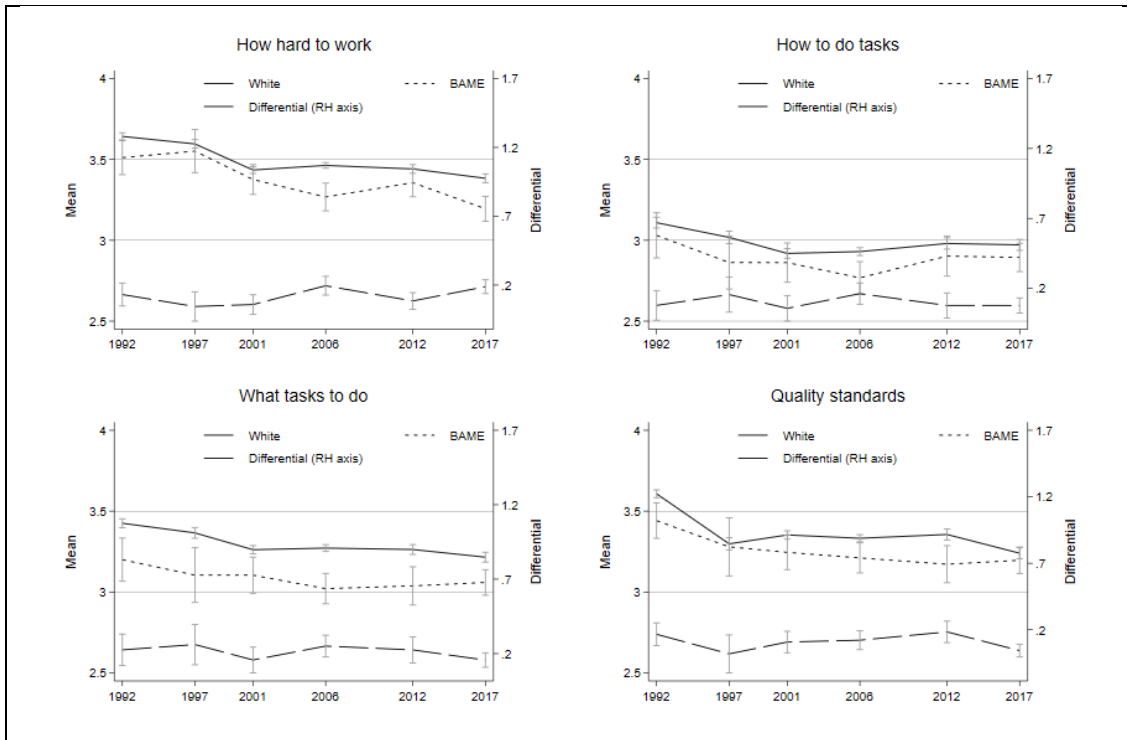 How hard to work
4
1.7
White
BAME
Differential (RH axis)
3.5
1.2
Mean
Differential
3
.7
2.5
.2
1992 1997 2001 2006 2012 2017
How to do tasks
4
1.7
White
BAME
Differential (RH axis)
3.5
1.2
Mean
Differential
3
.7
2.5
.2
1992 1997 2001 2006 2012 2017
What tasks to do
4
1.7
White
BAME
Differential (RH axis)
3.5
1.2
Mean
Differential
3
.7
2.5
.2
1992 1997 2001 2006 2012 2017
Quality standards
4
1.7
White
BAME
Differential (RH axis)
3.5
1.2
Mean
Differential
3
.7
2.5
.2
1992 1997 2001 2006 2012 2017